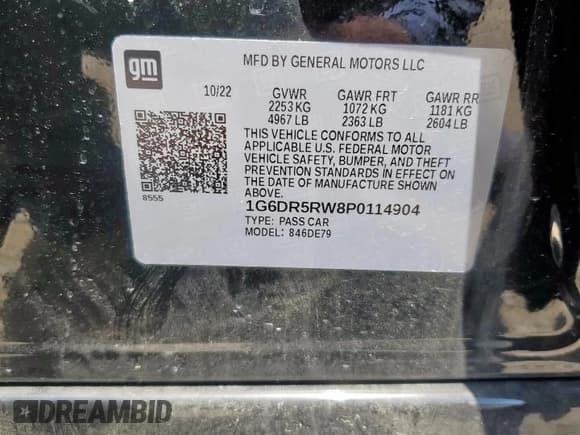 gm
MFD BY GENERAL MOTORS LLC
10/22 GVWR GAWR FRT GAWR RR
2253 KG 1072 KG 1181 KG
4967 LB 2363 LB 2604 LB
THIS VEHICLE CONFORMS TO ALL
APPLICABLE U.S. FEDERAL MOTOR
VEHICLE SAFETY, BUMPER, AND THEFT
PREVENTION STANDARDS IN EFFECT ON
THE DATE OF MANUFACTURE SHOWN
ABOVE.
8555
1G6DR5RW8P0114904
TYPE: PASS CAR
MODEL: 846DE79
DREAMBID